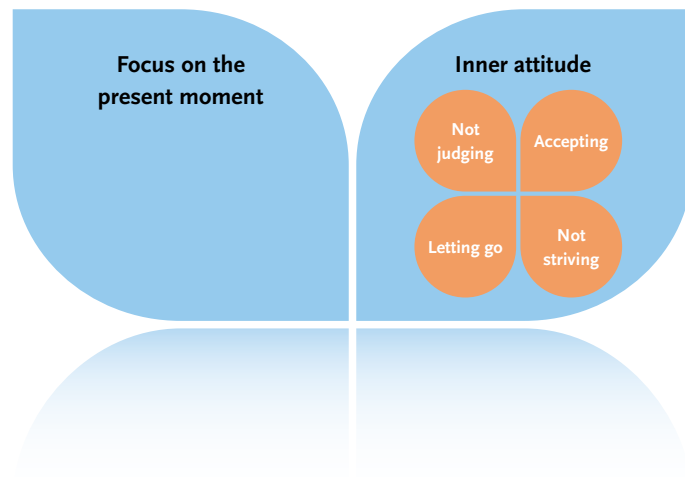 Focus on the
present moment
Inner attitude
Not
judging
Accepting
Letting go
Not
striving